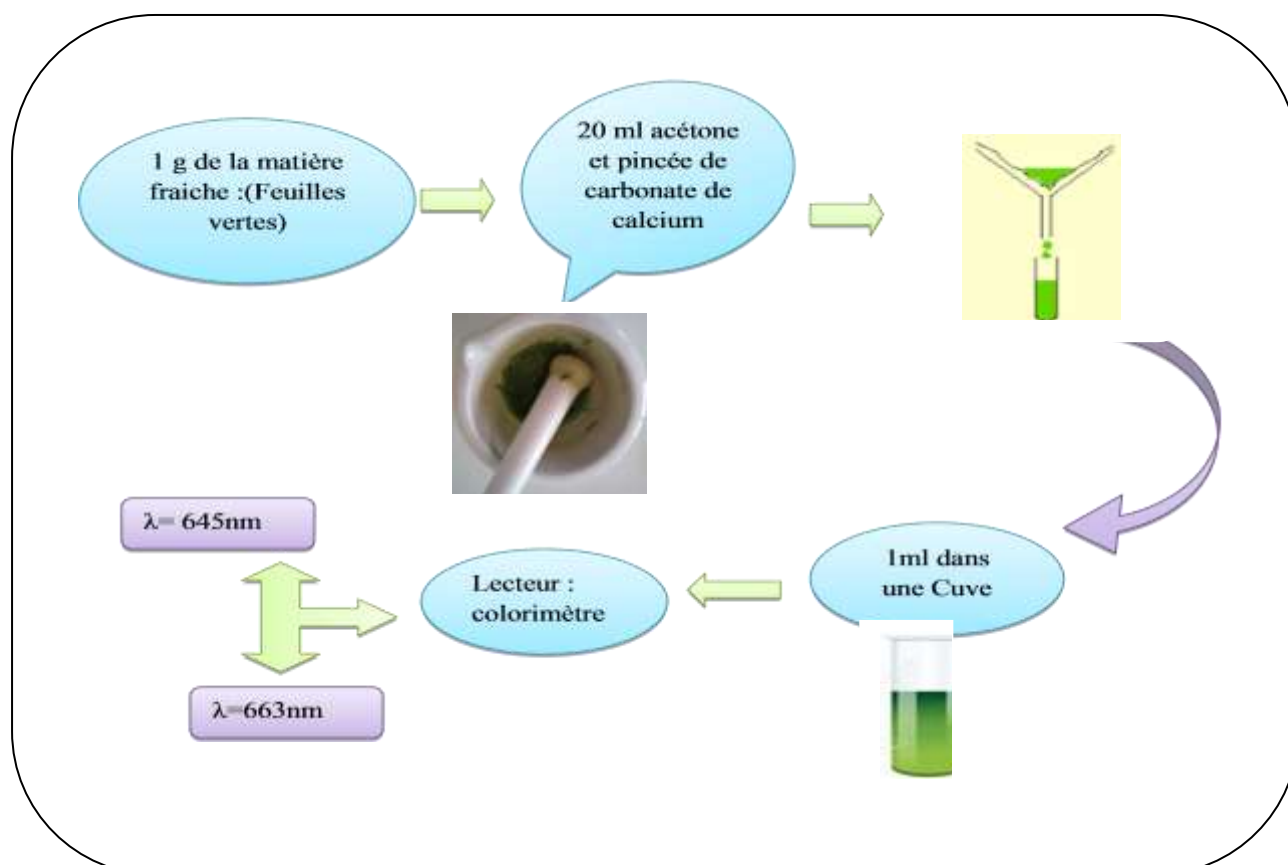 1 g de la matière
fraiche :(Feuilles
vertes)
20 ml acétone
et pincée de
carbonate de
calcium
1ml dans
une Cuve
Lecteur :
colorimètre
λ= 645nm
λ=663nm